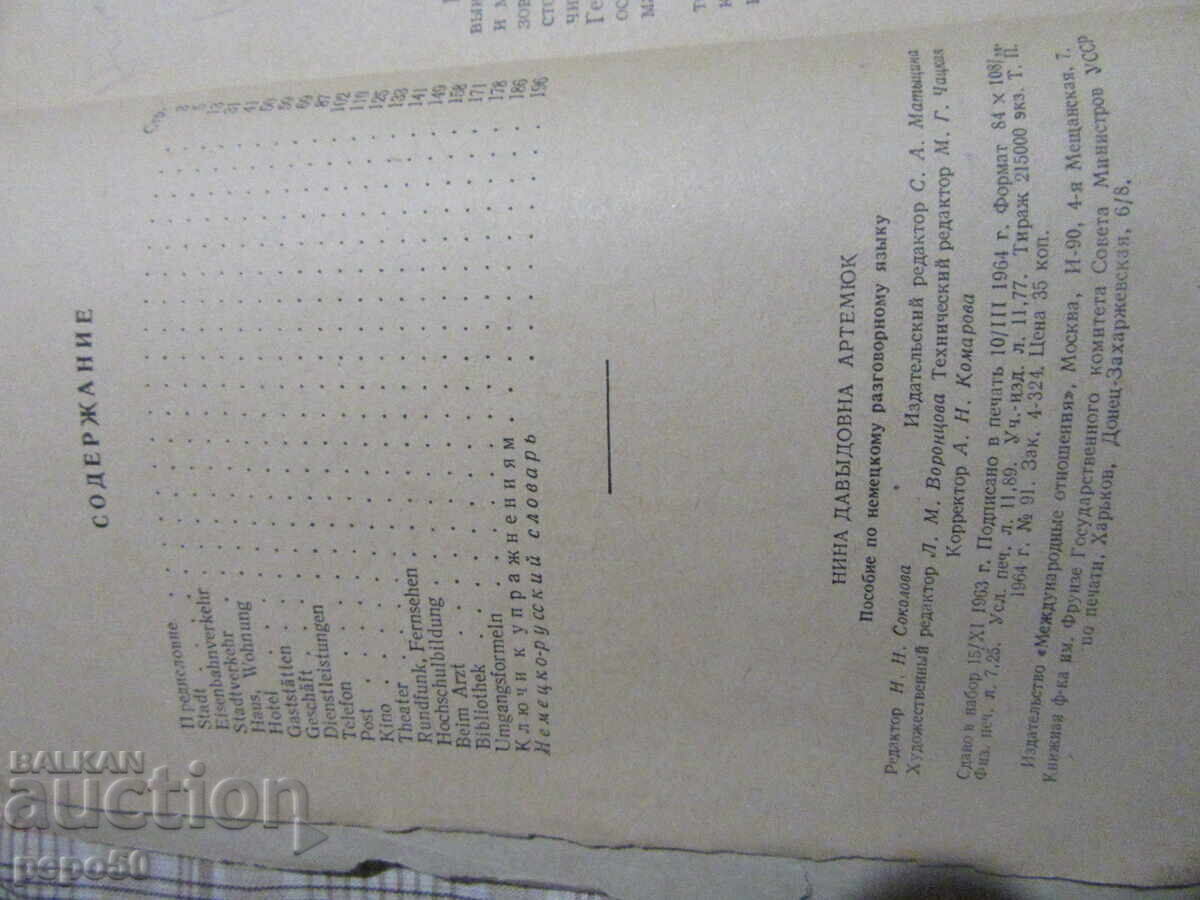 СОДЕРЖАНИЕ
Стр.
Предисловие 3
Stadt 5
Eisenbahnverkehr 13
Stadtverkehr 31
Haus, Wohnung 41
Hotel
Gaststätten 59
Geschäft 69
Dienstleistungen 87
Telefon 102
Post 110
Kino 125
Theater 133
Rundfunk, Fernsehen 141
Hochschulbildung 149
Beim Arzt 158
Bibliothek 171
Umgangsformeln 178
Ключи к упражнениям 186
Немецко-русский словарь 196
НИНА ДАВЫДОВНА АРТЕМЮК
Пособие по немецкому разговорному языку
Редактор Н. Н. Соколова Издательский редактор С. А. Матыцина
Художественный редактор Л. М. Воронцова Технический редактор М. Г. Чацкая
Корректор А. Н. Комарова
Сдано в набор 15/XI 1963 г. Подписано в печать 10/III 1964 г. Формат 84 × 108/32
Физ. печ. л. 7,25. Усл. печ. л. 11,89. Уч.-изд. л. 11,77. Тираж 215000 экз. Т. П.
1964 г. № 91. Зак. 4-324. Цена 35 коп.
Издательство «Международные отношения», Москва, И-90, 4-я Мещанская, 7.
Книжная ф-ка им. Фрунзе Государственного комитета Совета Министров УССР
по печати, Харьков, Донец-Захаржевская, 6/8.
BALKAN
auction
pepo50